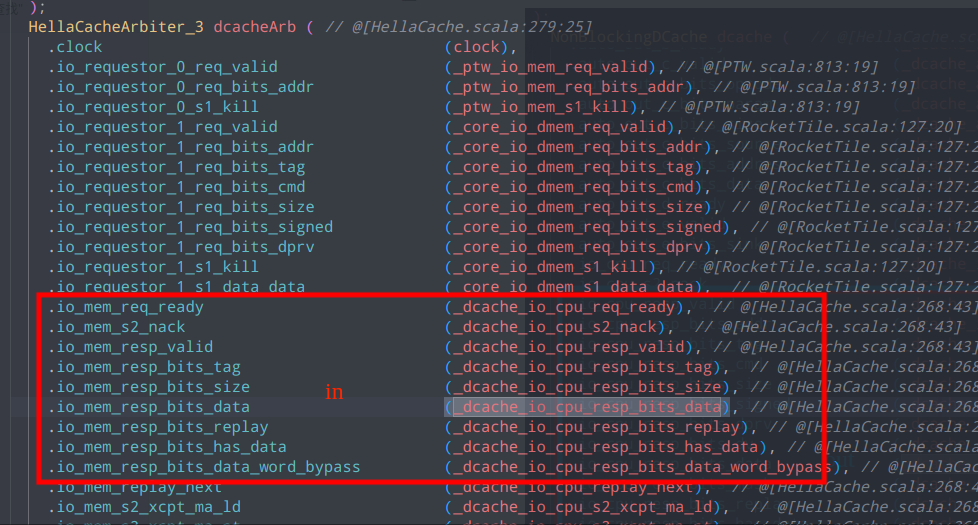 );
HellaCacheArbiter_3 dcacheArb ( // @[HellaCache.scala:279:25]
.clock (clock),
.io_requestor_0_req_valid (_ptw_io_mem_req_valid), // @[PTW.scala:813:19]
.io_requestor_0_req_bits_addr (_ptw_io_mem_req_bits_addr), // @[PTW.scala:813:19]
.io_requestor_0_s1_kill (_ptw_io_mem_s1_kill), // @[PTW.scala:813:19]
.io_requestor_1_req_valid (_core_io_dmem_req_valid), // @[RocketTile.scala:127:20]
.io_requestor_1_req_bits_addr (_core_io_dmem_req_bits_addr), // @[RocketTile.scala:127:2
.io_requestor_1_req_bits_tag (_core_io_dmem_req_bits_tag), // @[RocketTile.scala:127:2
.io_requestor_1_req_bits_cmd (_core_io_dmem_req_bits_cmd), // @[RocketTile.scala:127:2
.io_requestor_1_req_bits_size (_core_io_dmem_req_bits_size), // @[RocketTile.scala:127:2
.io_requestor_1_req_bits_signed (_core_io_dmem_req_bits_signed), // @[RocketTile.scala:127
.io_requestor_1_req_bits_dprv (_core_io_dmem_req_bits_dprv), // @[RocketTile.scala:127:2
.io_requestor_1_s1_kill (_core_io_dmem_s1_kill), // @[RocketTile.scala:127:20]
.io_requestor_1_s1_data_data (_core_io_dmem_s1_data_data), // @[RocketTile.scala:127:2
.io_mem_req_ready (_dcache_io_cpu_req_ready), // @[HellaCache.scala:268:43]
.io_mem_s2_nack (_dcache_io_cpu_s2_nack), // @[HellaCache.scala:268:43]
.io_mem_resp_valid (_dcache_io_cpu_resp_valid), // @[HellaCache.scala:268:43]
.io_mem_resp_bits_tag (_dcache_io_cpu_resp_bits_tag), // @[HellaCache.scala:268:4
.io_mem_resp_bits_size (_dcache_io_cpu_resp_bits_size), // @[HellaCache.scala:268:
in
.io_mem_resp_bits_data (_dcache_io_cpu_resp_bits_data), // @[HellaCache.scala:268:
.io_mem_resp_bits_replay (_dcache_io_cpu_resp_bits_replay), // @[HellaCache.scala:26
.io_mem_resp_bits_has_data (_dcache_io_cpu_resp_bits_has_data), // @[HellaCache.scala:
.io_mem_resp_bits_data_word_bypass (_dcache_io_cpu_resp_bits_data_word_bypass), // @[HellaCac
.io_mem_replay_next (_dcache_io_cpu_replay_next), // @[HellaCache.scala:268:4
.io_mem_s2_xcpt_ma_ld (_dcache_io_cpu_s2_xcpt_ma_ld), // @[HellaCache.scala:268:4